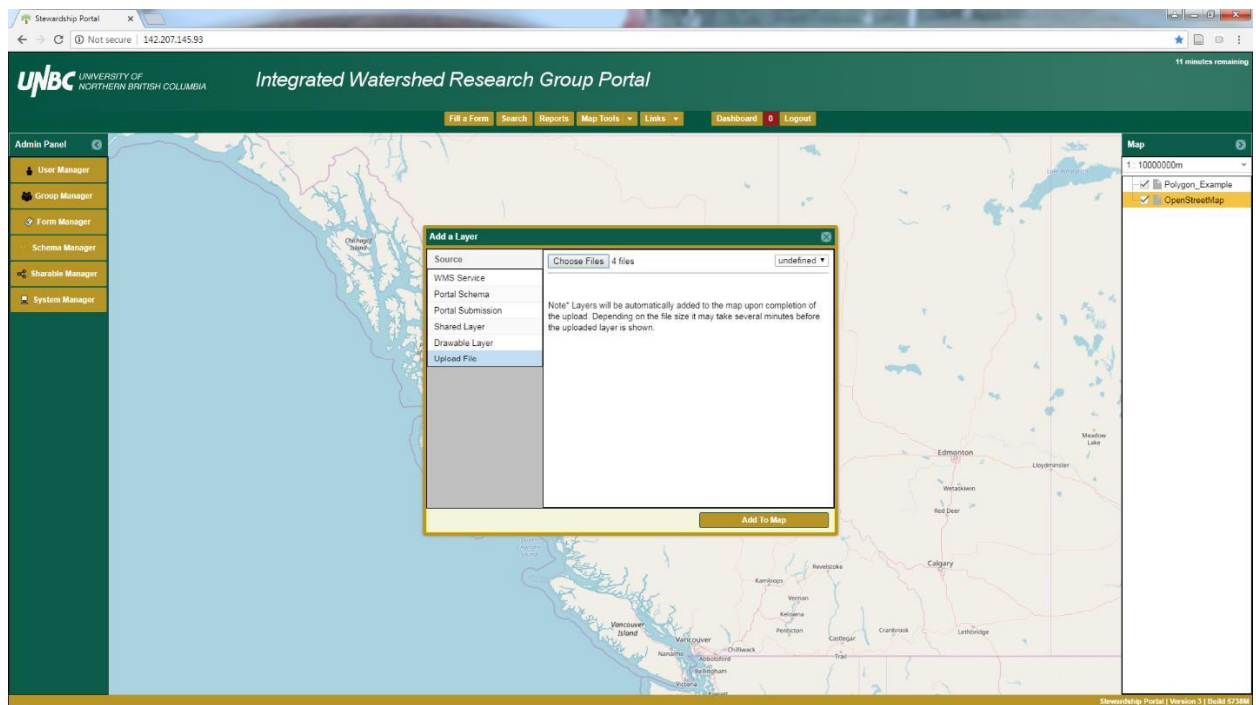 Stewardship Portal
Not secure 142.207.145.93
UNBC UNIVERSITY OF
NORTHERN BRITISH COLUMBIA
Integrated Watershed Research Group Portal
11 minutes remaining
Fill a Form Search Reports Map Tools Links Dashboard 0 Logout
Admin Panel
User Manager
Group Manager
Form Manager
Schema Manager
Sharable Manager
System Manager
Map
1 : 10000000m
Polygon_Example
OpenStreetMap
Add a Layer
Source
WMS Service
Portal Schema
Portal Submission
Shared Layer
Drawable Layer
Upload File
Choose Files 4 files
undefined
Note* Layers will be automatically added to the map upon completion of
the upload. Depending on the file size it may take several minutes before
the uploaded layer is shown.
Add To Map
Chichagof
Island
Meadow
Lake
Edmonton
Lloydminster
Wetaskiwin
Red Deer
Calgary
Revelstoke
Kamloops
Vernon
Kelowna
Penticton
Castlegar
Trail
Cranbrook
Lethbridge
Vancouver
Island
Vancouver
Chilliwack
Nanaimo
Abbotsford
Bellingham
Victoria
Everett
Stewardship Portal | Version 3 | Build 5738M